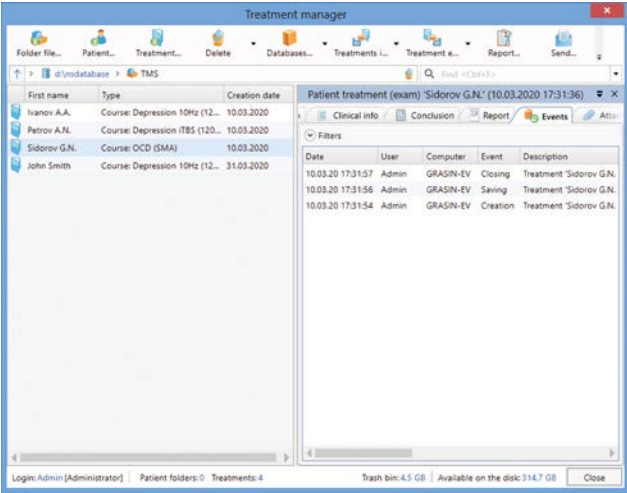 Treatment manager
Folder file... Patient... Treatment... Delete Databases... Treatments i... Treatment e... Report... Send...
d:\nsdatabase TMS Find <Ctrl+F>
First name Type Creation date
Ivanov A.A. Course: Depression 10Hz (12... 10.03.2020
Petrov A.N. Course: Depression iTBS (120... 10.03.2020
Sidorov G.N. Course: OCD (SMA) 10.03.2020
John Smith Course: Depression 10Hz (12... 31.03.2020
Patient treatment (exam) 'Sidorov G.N.' (10.03.2020 17:31:36)
Clinical info Conclusion Report Events Atta
Filters
Date User Computer Event Description
10.03.20 17:31:57 Admin GRASIN-EV Closing Treatment 'Sidorov G.N.
10.03.20 17:31:56 Admin GRASIN-EV Saving Treatment 'Sidorov G.N.
10.03.20 17:31:54 Admin GRASIN-EV Creation Treatment 'Sidorov G.N.
Login: Admin [Administrator] Patient folders: 0 Treatments: 4 Trash bin: 4.5 GB Available on the disk: 314.7 GB Close